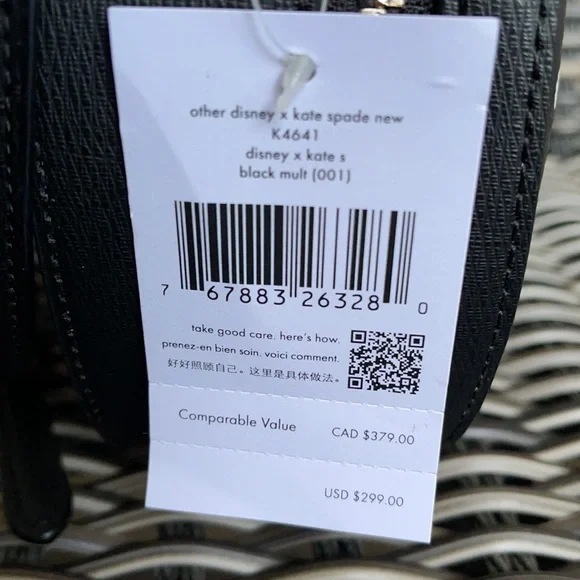 other disney x kate spade new
K4641
disney x kate s
black mult (001)
7 67883 26328 0
take good care. here's how.
prenez-en bien soin. voici comment.
好好照顾自己。这里是具体做法。
Comparable Value CAD $379.00
USD $299.00